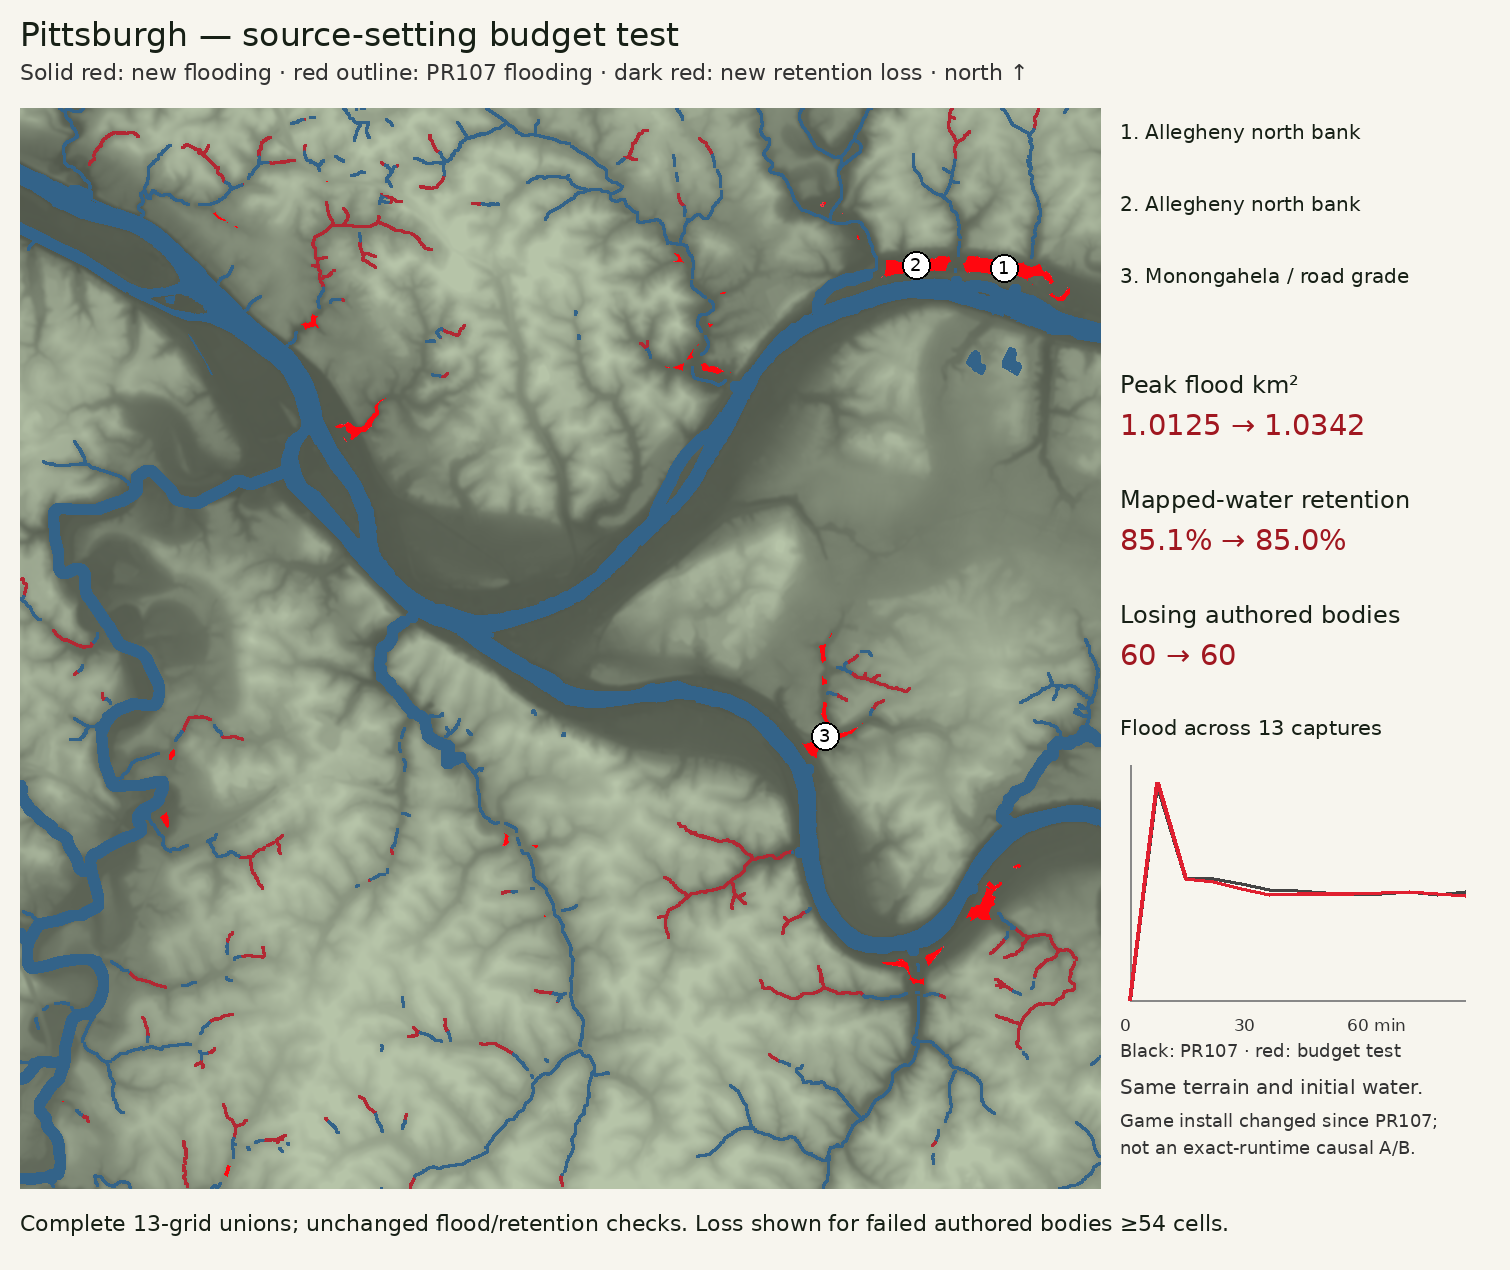 Pittsburgh — source-setting budget test
Solid red: new flooding · red outline: PR107 flooding · dark red: new retention loss · north ↑
1. Allegheny north bank
2. Allegheny north bank
3. Monongahela / road grade
2
1
3
Peak flood km²
1.0125 → 1.0342
Mapped-water retention
85.1% → 85.0%
Losing authored bodies
60 → 60
Flood across 13 captures
0 30 60 min
Black: PR107 · red: budget test
Same terrain and initial water.
Game install changed since PR107;
not an exact-runtime causal A/B.
Complete 13-grid unions; unchanged flood/retention checks. Loss shown for failed authored bodies ≥54 cells.